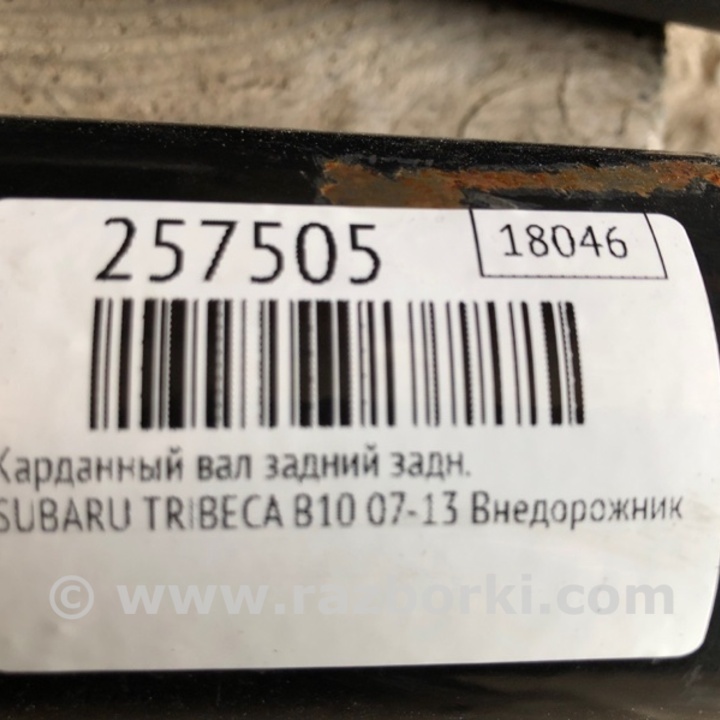 257505 18046
Карданный вал задний задн.
SUBARU TRIBECA B10 07-13 Внедорожник
© www.razborki.com